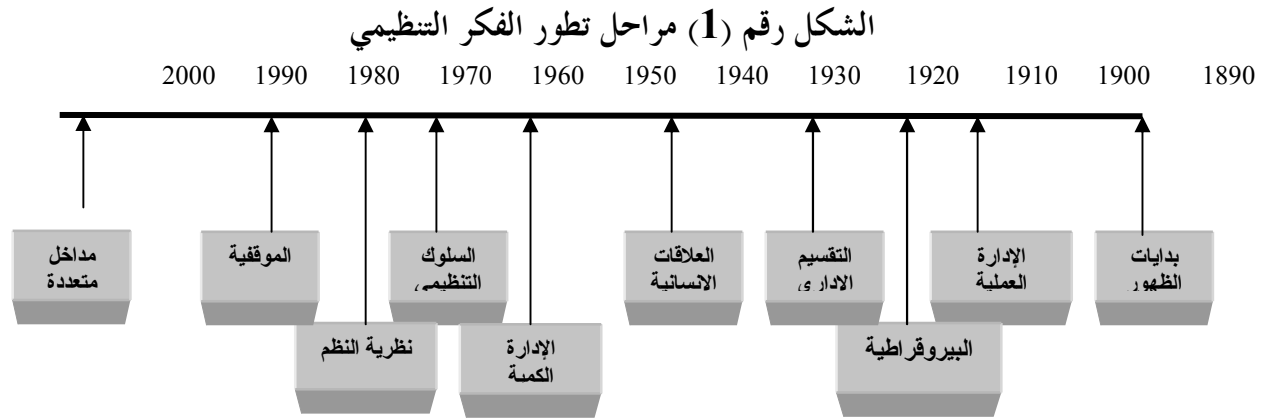 الشكل رقم (1) مراحل تطور الفكر التنظيمي
1890 1900 1910 1920 1930 1940 1950 1960 1970 1980 1990 2000
بدايات
الظهور
الإدارة
العملية
التقسيم
الاداري
العلاقات
الانسانية
السلوك
التنظيمي
الموقفية
مداخل
متعددة
البيروقراطية
الإدارة
الكمية
نظرية النظم